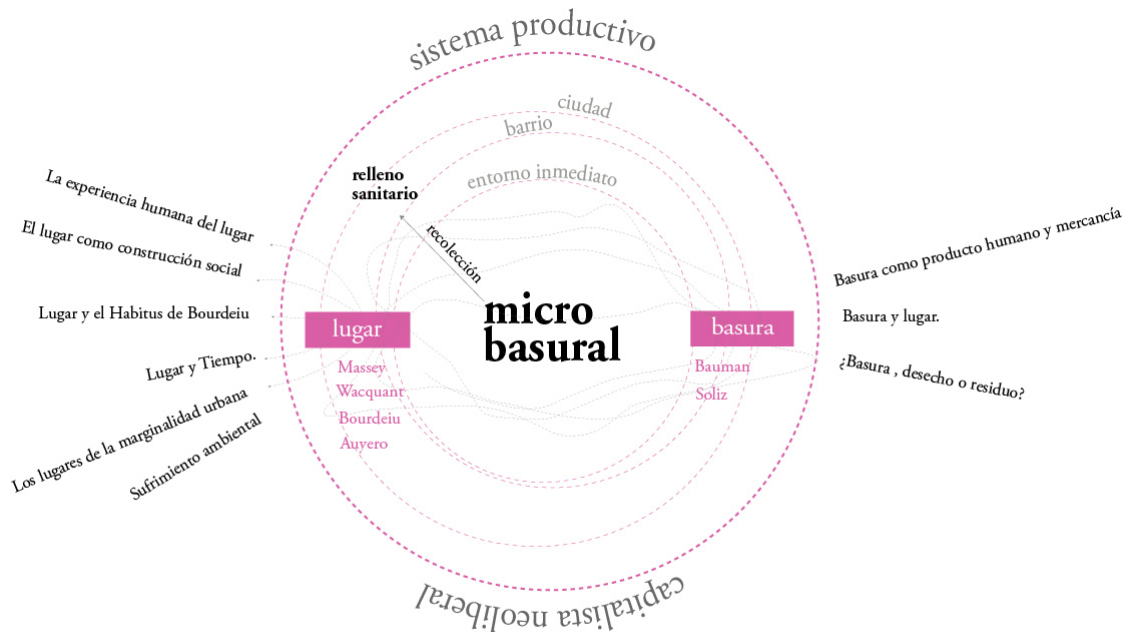 sistema productivo
ciudad
barrio
entorno inmediato
relleno
sanitario
recolección
micro
basural
lugar
Massey
Wacquant
Bourdeiu
Auyero
basura
Bauman
Soliz
La experiencia humana del lugar
El lugar como construcción social
Lugar y el Habitus de Bourdeiu
Lugar y Tiempo.
Los lugares de la marginalidad urbana
Sufrimiento ambiental
Basura como producto humano y mercancía
Basura y lugar.
¿Basura , desecho o residuo?
capitalista neoliberal